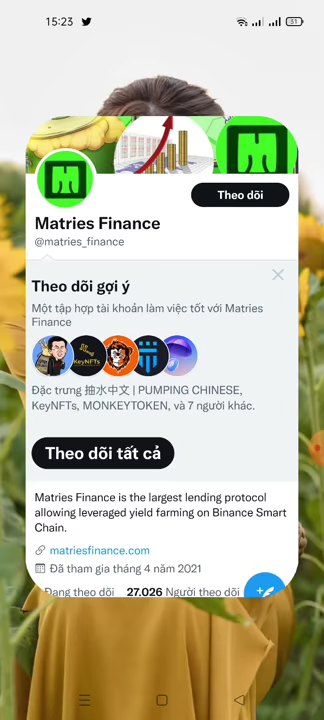 15:23
31
Theo dõi
Matries Finance
@matries_finance
Theo dõi gợi ý
Một tập hợp tài khoản làm việc tốt với Matries
Finance
KeyNFTs
Đặc trưng 抽水中文 | PUMPING CHINESE,
KeyNFTs, MONKEYTOKEN, và 7 người khác.
Theo dõi tất cả
Matries Finance is the largest lending protocol
allowing leveraged yield farming on Binance Smart
Chain.
matriesfinance.com
Đã tham gia tháng 4 năm 2021
Đang theo dõi 27.026 Người theo dõi